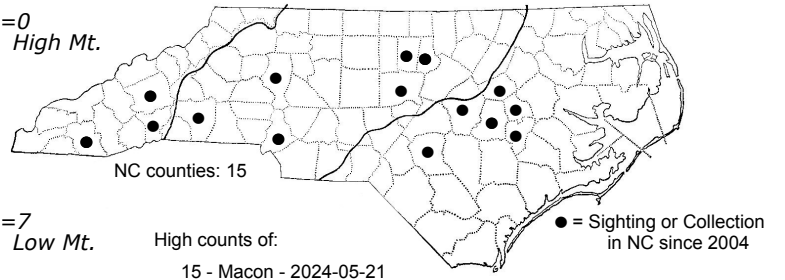 =0
High Mt.
NC counties: 15
=7
Low Mt.
High counts of:
15 - Macon - 2024-05-21
● = Sighting or Collection
in NC since 2004